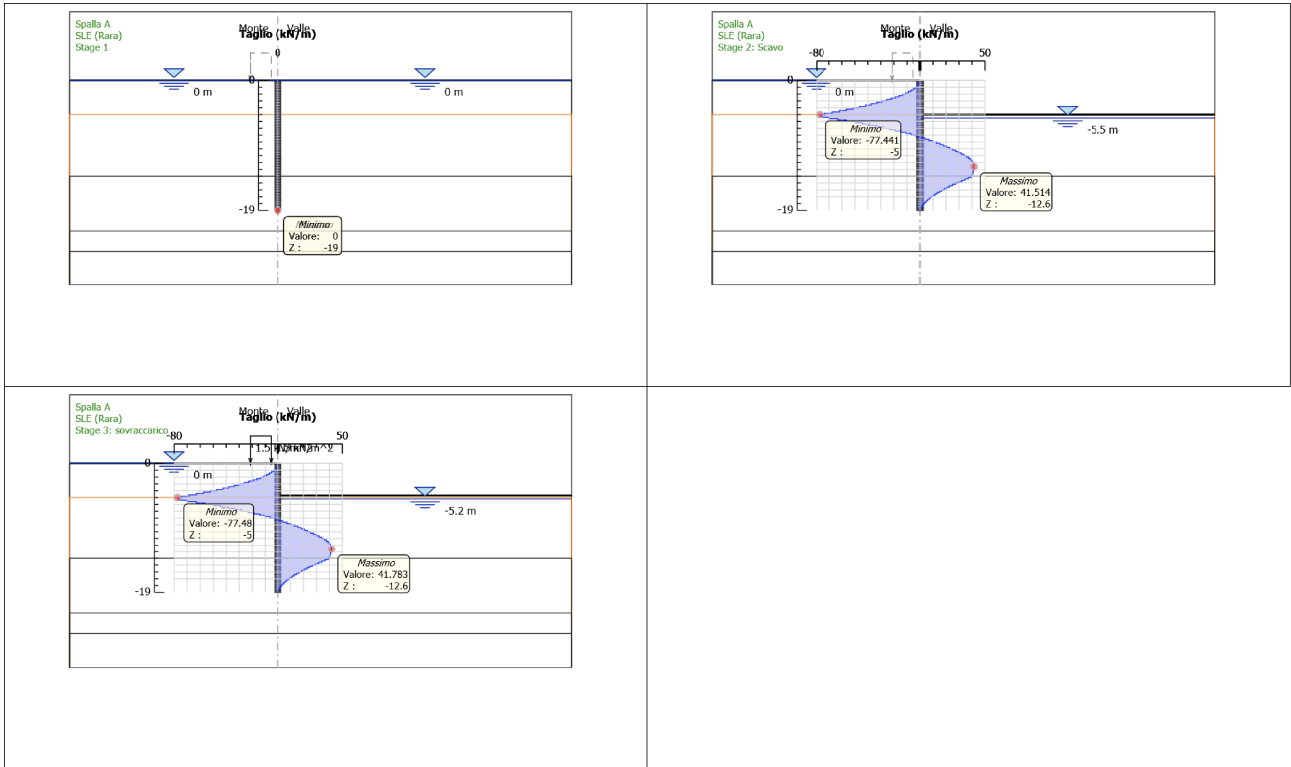 Spalla A
SLE (Rara)
Stage 1
Monte Valle
Taglio (kN/m)
0
0
0 m
0 m
-19
Minimo
Valore: 0
Z : -19
Spalla A
SLE (Rara)
Stage 2: Scavo
Monte Valle
Taglio (kN/m)
-80
50
0
0 m
Minimo
Valore: -77.441
Z : -5
-5.5 m
Massimo
Valore: 41.514
Z : -12.6
-19
Spalla A
SLE (Rara)
Stage 3: sovraccarico
Monte Valle
Taglio (kN/m)
-80
50
0
0 m
Minimo
Valore: -77.48
Z : -5
-5.2 m
Massimo
Valore: 41.783
Z : -12.6
-19